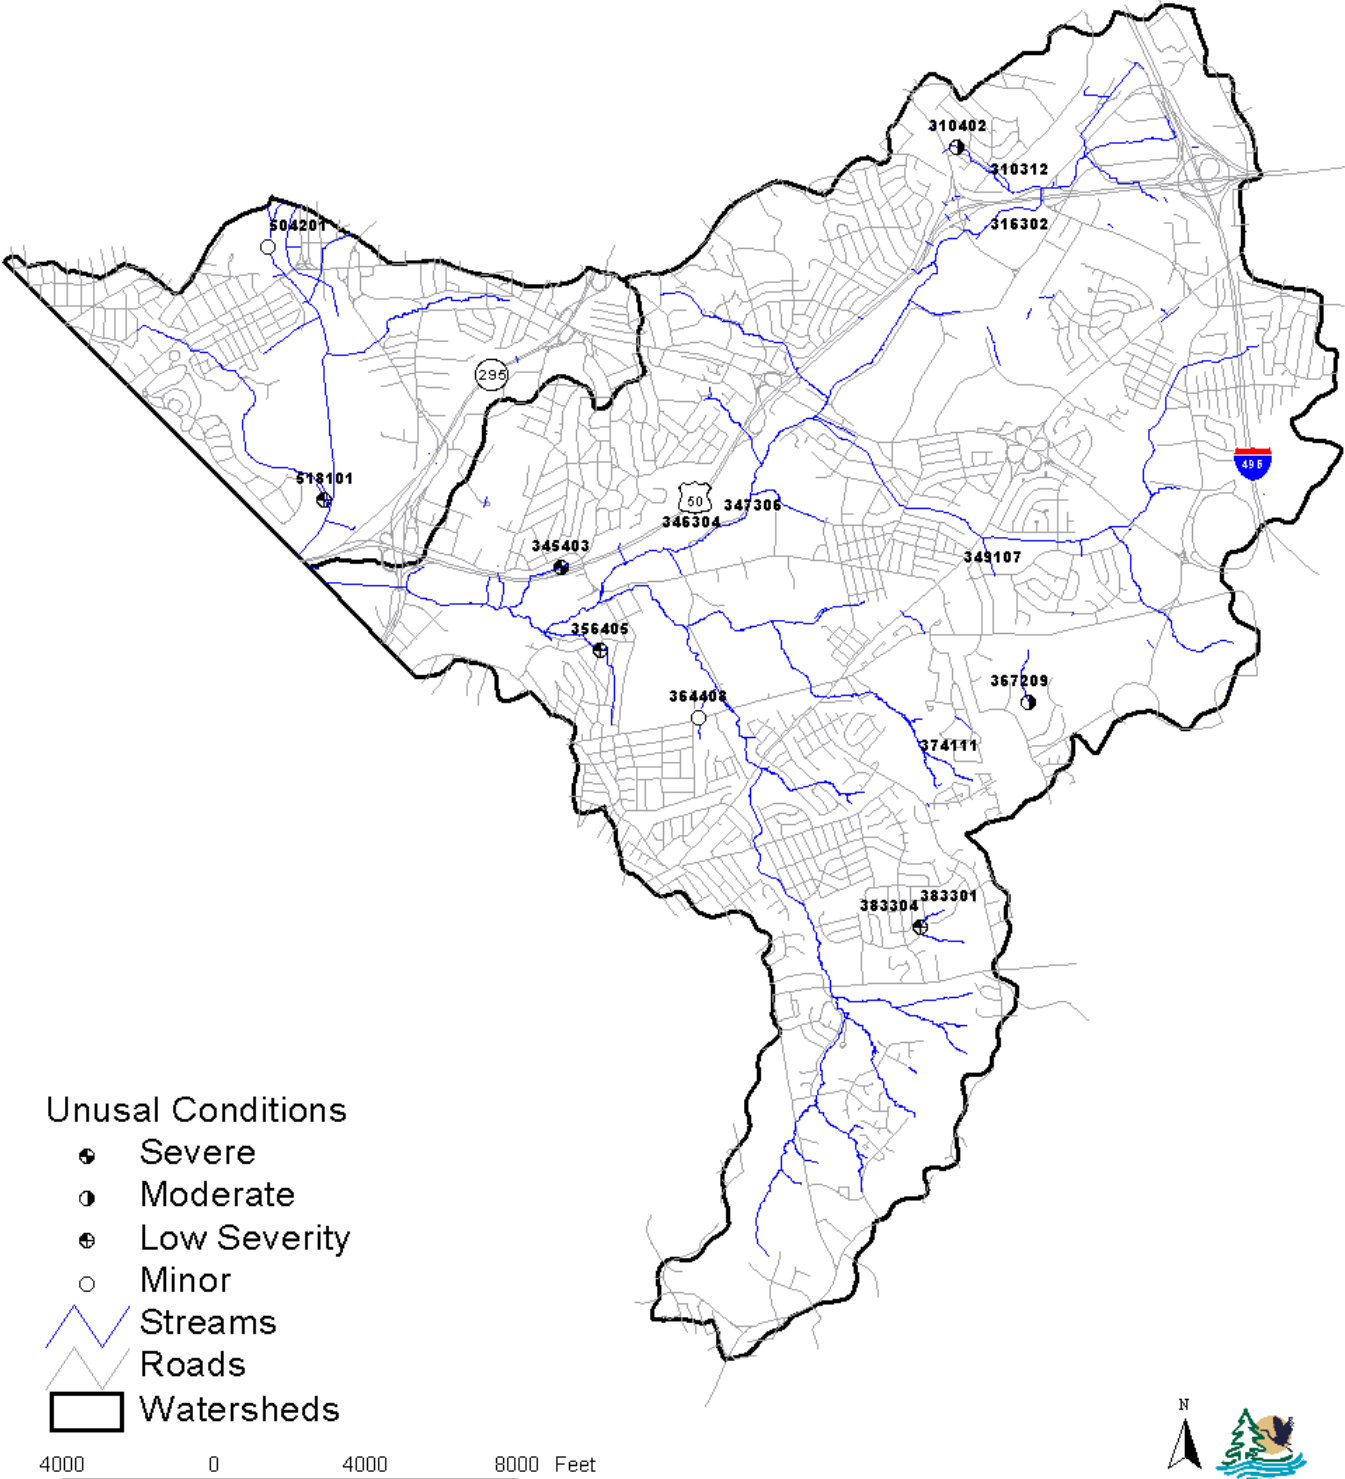 310402
310312
504201
316302
295
496
518101
50
347306
346304
345403
349107
356405
367209
364408
374111
383301
383304
Unusal Conditions
Severe
Moderate
Low Severity
Minor
Streams
Roads
Watersheds
N
4000 0 4000 8000 Feet